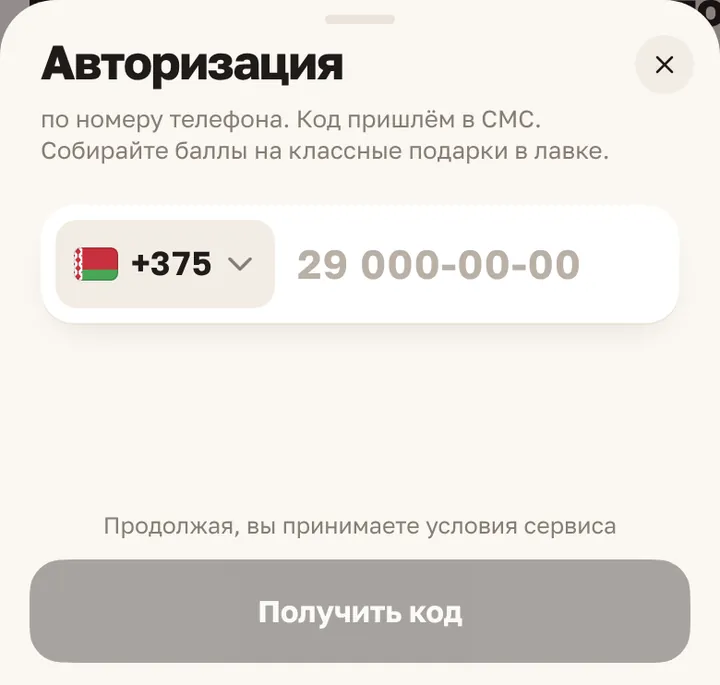 Авторизация
по номеру телефона. Код пришлём в СМС.
Собирайте баллы на классные подарки в лавке.
+375 29 000-00-00
Продолжая, вы принимаете условия сервиса
Получить код